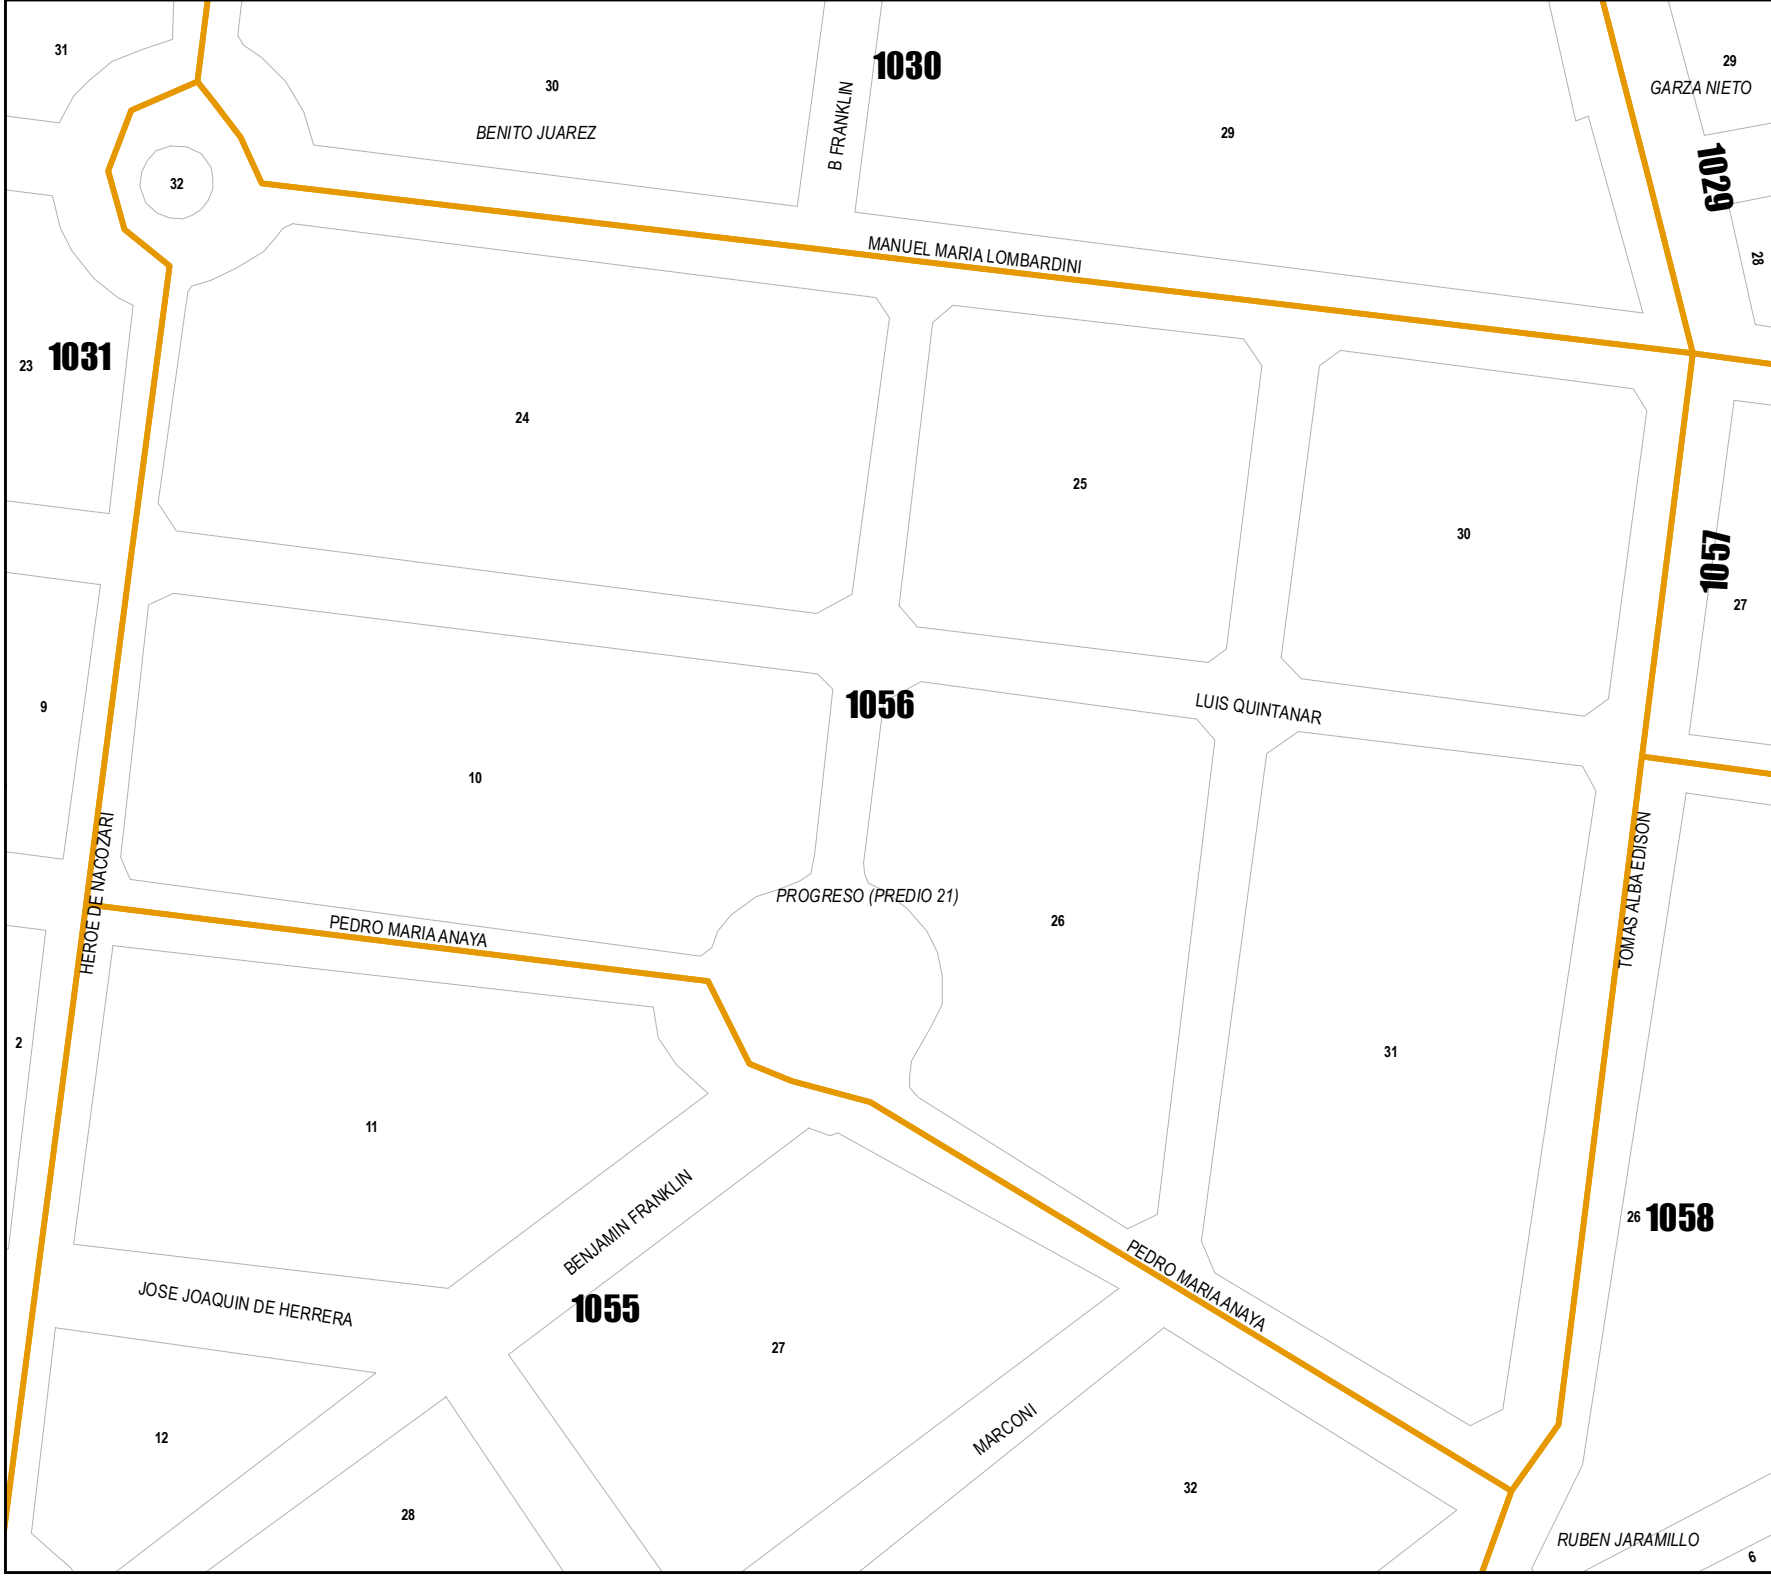 31
30
1030
29
GARZA NIETO
BENITO JUAREZ
B FRANKLIN
29
1029
32
MANUEL MARIA LOMBARDINI
28
23
1031
24
25
30
1057
27
9
1056
LUIS QUINTANAR
10
HEROE DE NACOZARI
TOMAS ALBA EDISON
PROGRESO (PREDIO 21)
26
PEDRO MARIA ANAYA
2
31
11
BENJAMIN FRANKLIN
26
1058
PEDRO MARIA ANAYA
JOSE JOAQUIN DE HERRERA
1055
27
12
MARCONI
32
28
RUBEN JARAMILLO
6